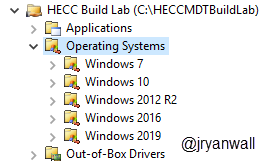 HECC Build Lab (C:\HECCMDTBuildLab)
Applications
Operating Systems
Windows 7
Windows 10
Windows 2012 R2
Windows 2016
Windows 2019
Out-of-Box Drivers
@jryanwall